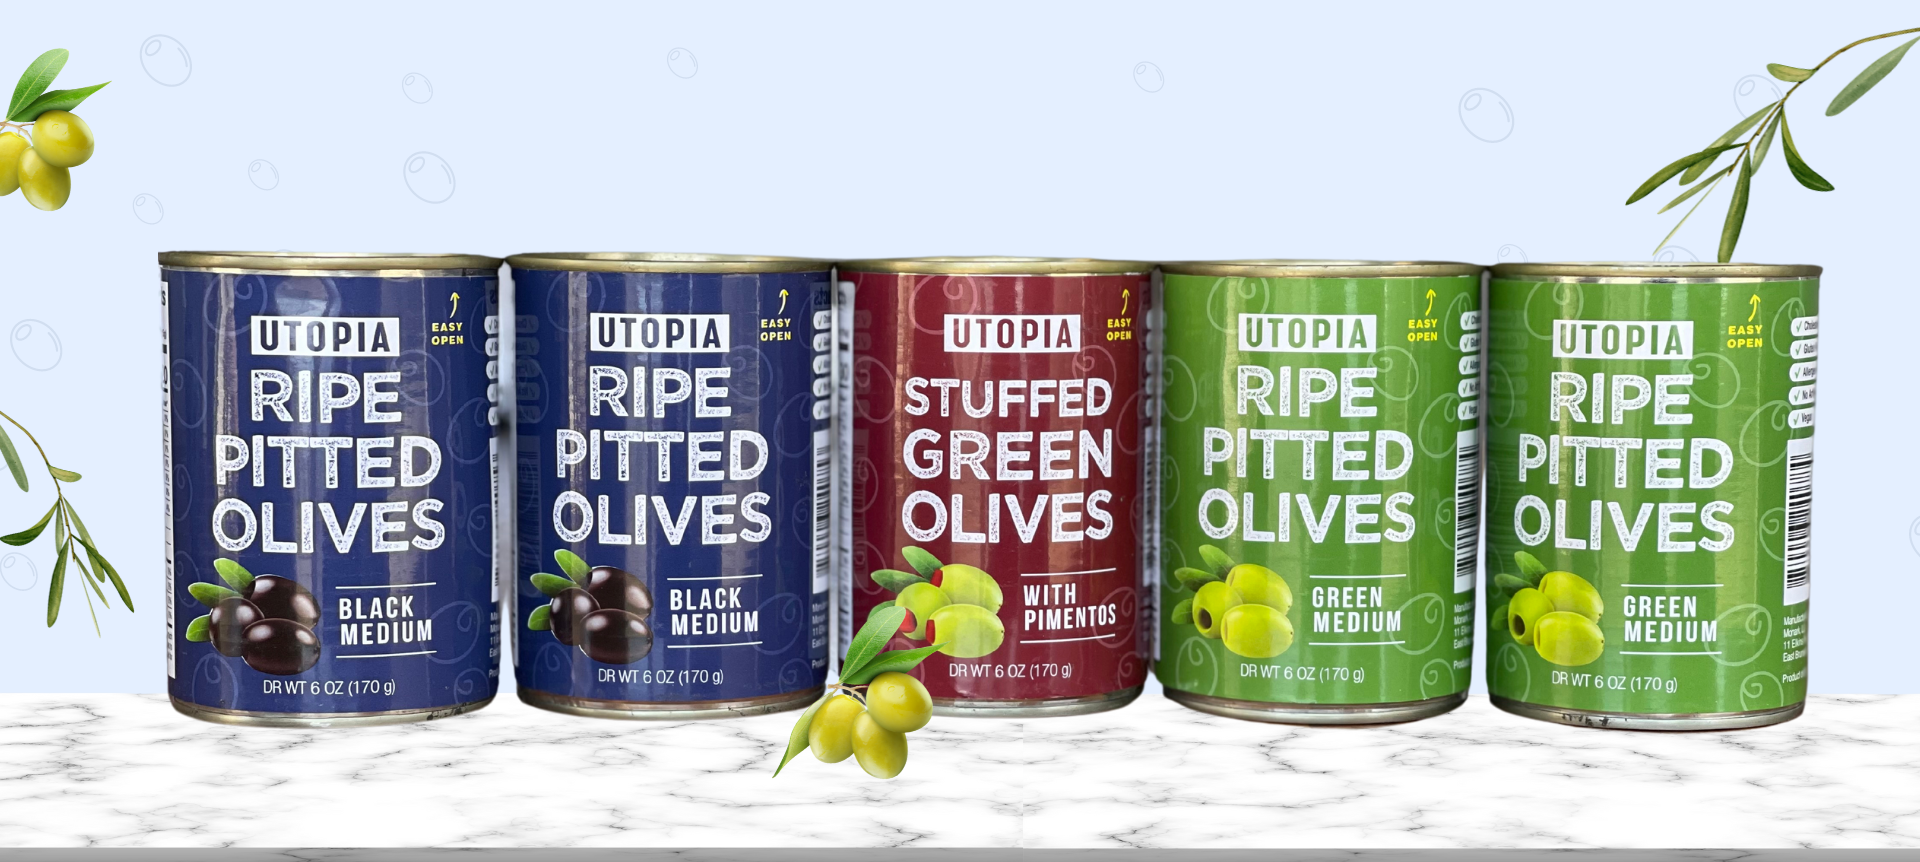 UTOPIA
EASY
OPEN
RIPE
PITTED
OLIVES
BLACK
MEDIUM
DR WT 6 OZ (170 g)
UTOPIA
EASY
OPEN
RIPE
PITTED
OLIVES
BLACK
MEDIUM
DR WT 6 OZ (170 g)
UTOPIA
EASY
OPEN
STUFFED
GREEN
OLIVES
WITH
PIMENTOS
DR WT 6 OZ (170 g)
UTOPIA
EASY
OPEN
RIPE
PITTED
OLIVES
GREEN
MEDIUM
DR WT 6 OZ (170 g)
UTOPIA
EASY
OPEN
RIPE
PITTED
OLIVES
GREEN
MEDIUM
DR WT 6 OZ (170 g)
Vegan